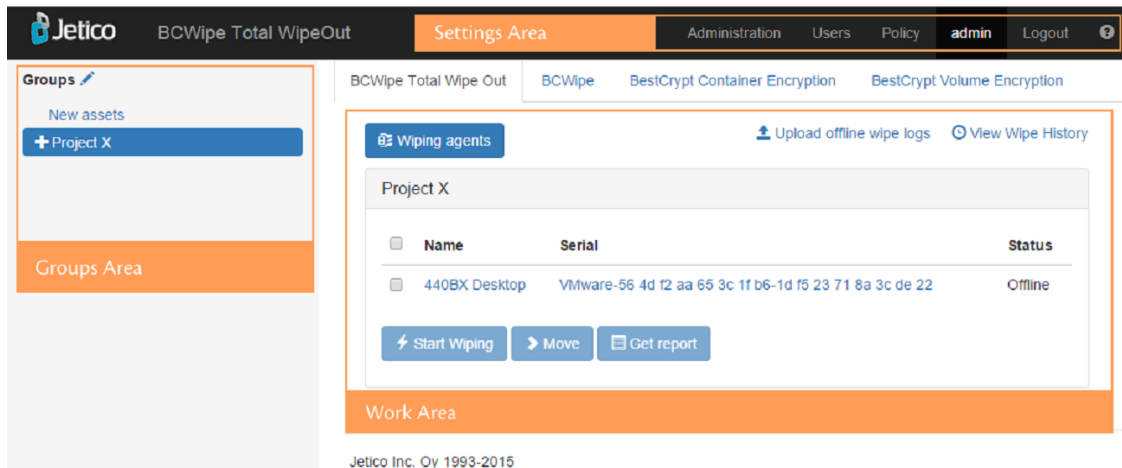 Jetico BCWipe Total WipeOut Settings Area Administration Users Policy admin Logout ?
Groups
New assets
Project X
Groups Area
BCWipe Total Wipe Out BCWipe BestCrypt Container Encryption BestCrypt Volume Encryption
Wiping agents Upload offline wipe logs View Wipe History
Project X
Name Serial Status
440BX Desktop VMware-56 4d f2 aa 65 3c 1f b6-1d f5 23 71 8a 3c de 22 Offline
Start Wiping Move Get report
Work Area
Jetico Inc. Oy 1993-2015